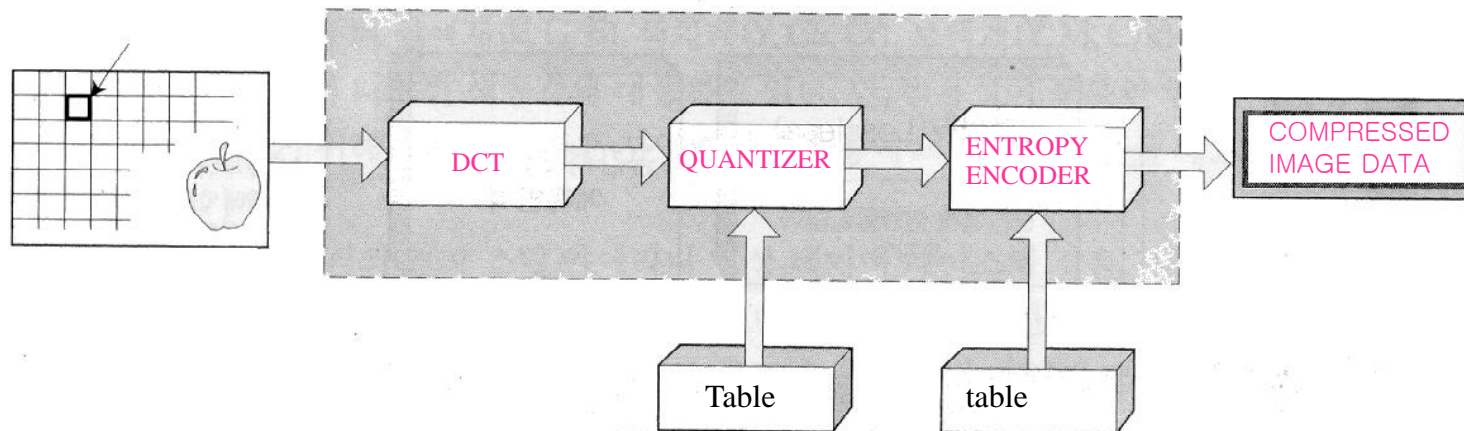 DCT
QUANTIZER
ENTROPY
ENCODER
COMPRESSED
IMAGE DATA
Table
table